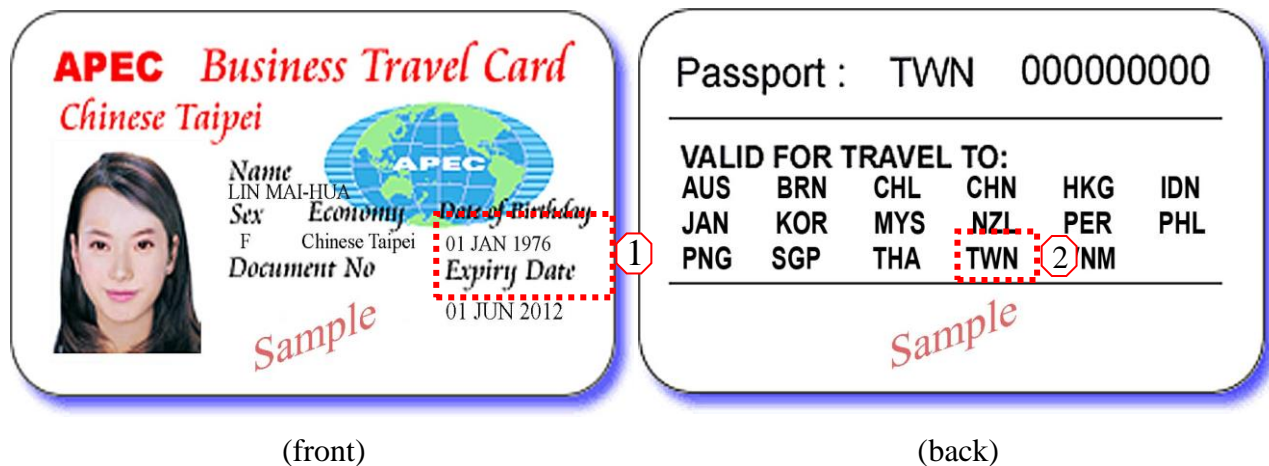 APEC Business Travel Card
Chinese Taipei
APEC
Name
LIN MAI-HUA
Sex Economy Date of Birthday
F Chinese Taipei 01 JAN 1976
Document No Expiry Date
01 JUN 2012
Sample
1
(front)
Passport : TWN 000000000
VALID FOR TRAVEL TO:
AUS BRN CHL CHN HKG IDN
JAN KOR MYS NZL PER PHL
PNG SGP THA TWN 2 VNM
Sample
(back)